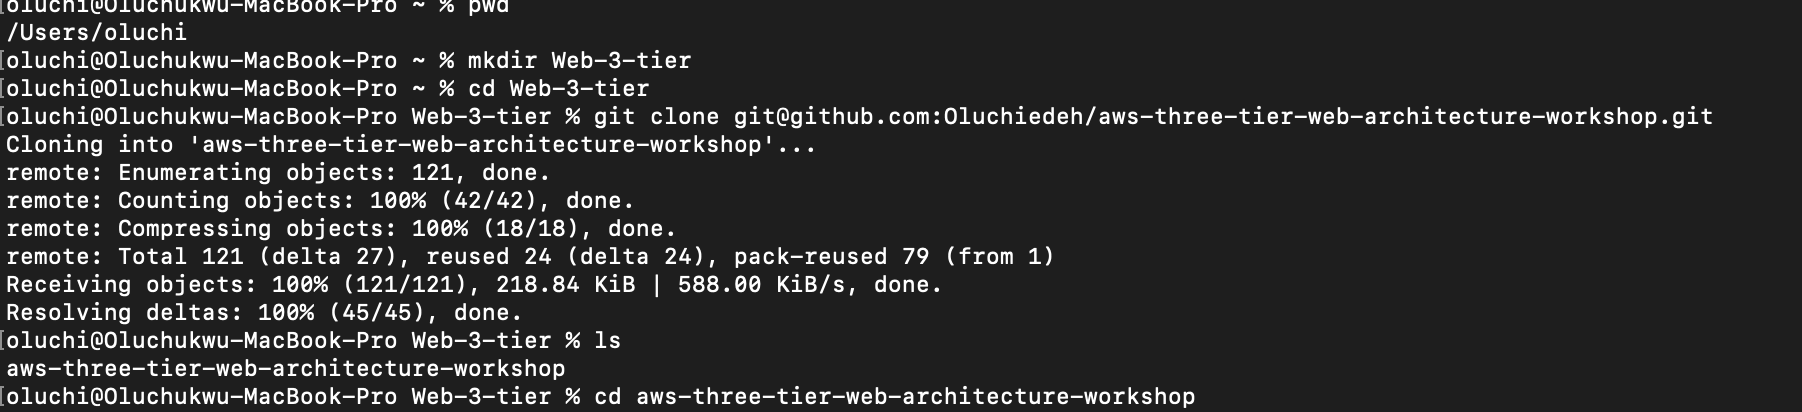 [oluchi@Oluchukwu-MacBook-Pro ~ % pwd
/Users/oluchi
[oluchi@Oluchukwu-MacBook-Pro ~ % mkdir Web-3-tier
[oluchi@Oluchukwu-MacBook-Pro ~ % cd Web-3-tier
[oluchi@Oluchukwu-MacBook-Pro Web-3-tier % git clone git@github.com:Oluchiedeh/aws-three-tier-web-architecture-workshop.git
Cloning into 'aws-three-tier-web-architecture-workshop'...
remote: Enumerating objects: 121, done.
remote: Counting objects: 100% (42/42), done.
remote: Compressing objects: 100% (18/18), done.
remote: Total 121 (delta 27), reused 24 (delta 24), pack-reused 79 (from 1)
Receiving objects: 100% (121/121), 218.84 KiB | 588.00 KiB/s, done.
Resolving deltas: 100% (45/45), done.
[oluchi@Oluchukwu-MacBook-Pro Web-3-tier % ls
aws-three-tier-web-architecture-workshop
[oluchi@Oluchukwu-MacBook-Pro Web-3-tier % cd aws-three-tier-web-architecture-workshop